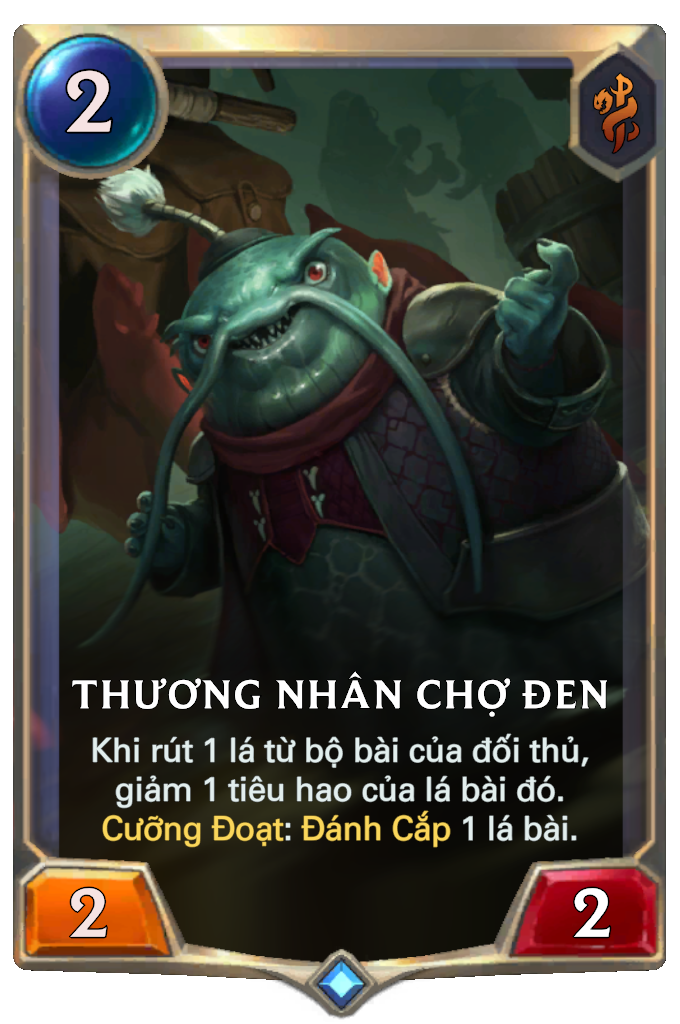 2
THƯƠNG NHÂN CHỢ ĐEN
Khi rút 1 lá từ bộ bài của đối thủ,
giảm 1 tiêu hao của lá bài đó.
Cưỡng Đoạt: Đánh Cắp 1 lá bài.
2
2